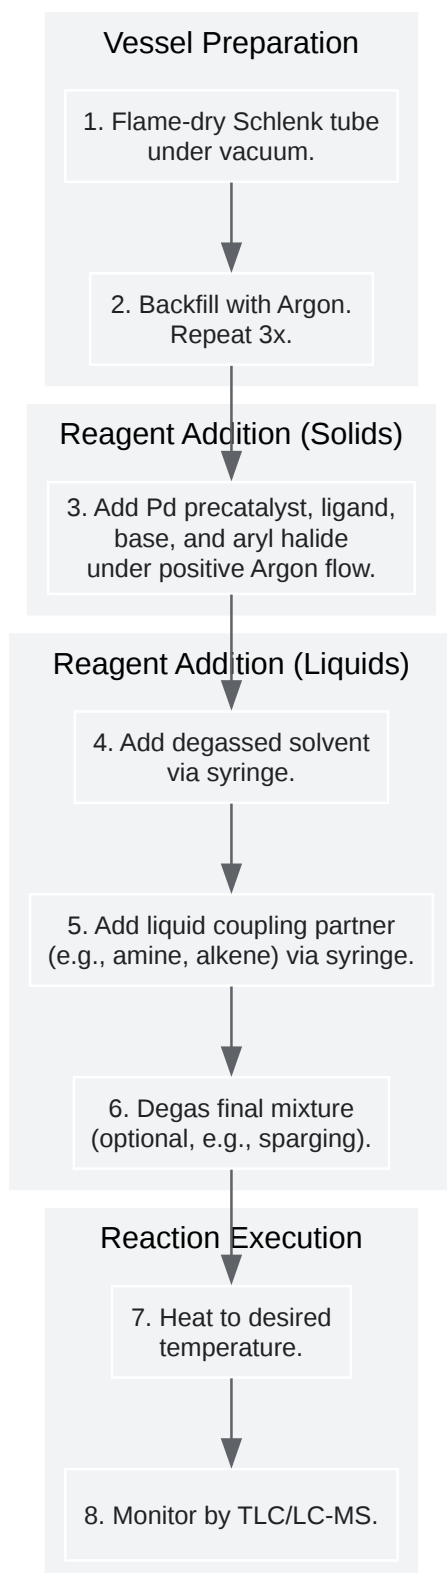 Vessel Preparation
1. Flame-dry Schlenk tube
under vacuum.
2. Backfill with Argon.
Repeat 3x.
Reagent Addition (Solids)
3. Add Pd precatalyst, ligand,
base, and aryl halide
under positive Argon flow.
Reagent Addition (Liquids)
4. Add degassed solvent
via syringe.
5. Add liquid coupling partner
(e.g., amine, alkene) via syringe.
6. Degas final mixture
(optional, e.g., sparging).
Reaction Execution
7. Heat to desired
temperature.
8. Monitor by TLC/LC-MS.